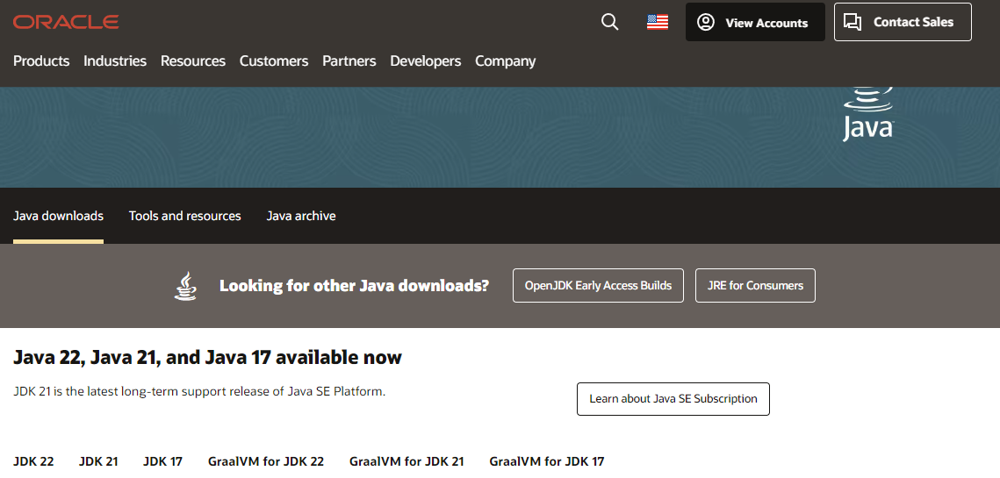 ORACLE
View Accounts
Contact Sales
Products Industries Resources Customers Partners Developers Company
Java
Java downloads Tools and resources Java archive
Looking for other Java downloads? OpenJDK Early Access Builds JRE for Consumers
Java 22, Java 21, and Java 17 available now
JDK 21 is the latest long-term support release of Java SE Platform.
Learn about Java SE Subscription
JDK 22 JDK 21 JDK 17 GraalVM for JDK 22 GraalVM for JDK 21 GraalVM for JDK 17